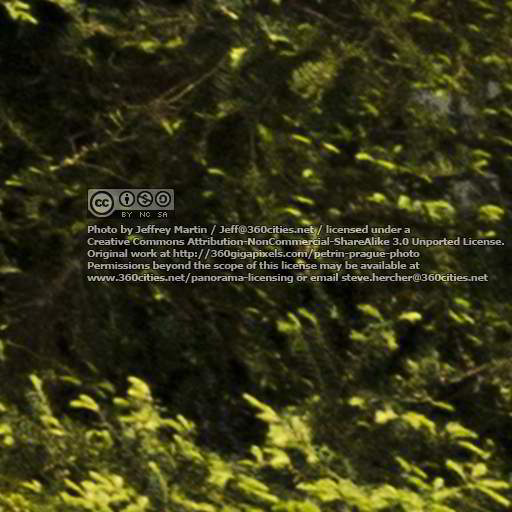 cc BY NC SA
Photo by Jeffrey Martin / Jeff@360cities.net / licensed under a
Creative Commons Attribution-NonCommercial-ShareAlike 3.0 Unported License.
Original work at http://360gigapixels.com/petrin-prague-photo
Permissions beyond the scope of this license may be available at
www.360cities.net/panorama-licensing or email steve.hercher@360cities.net